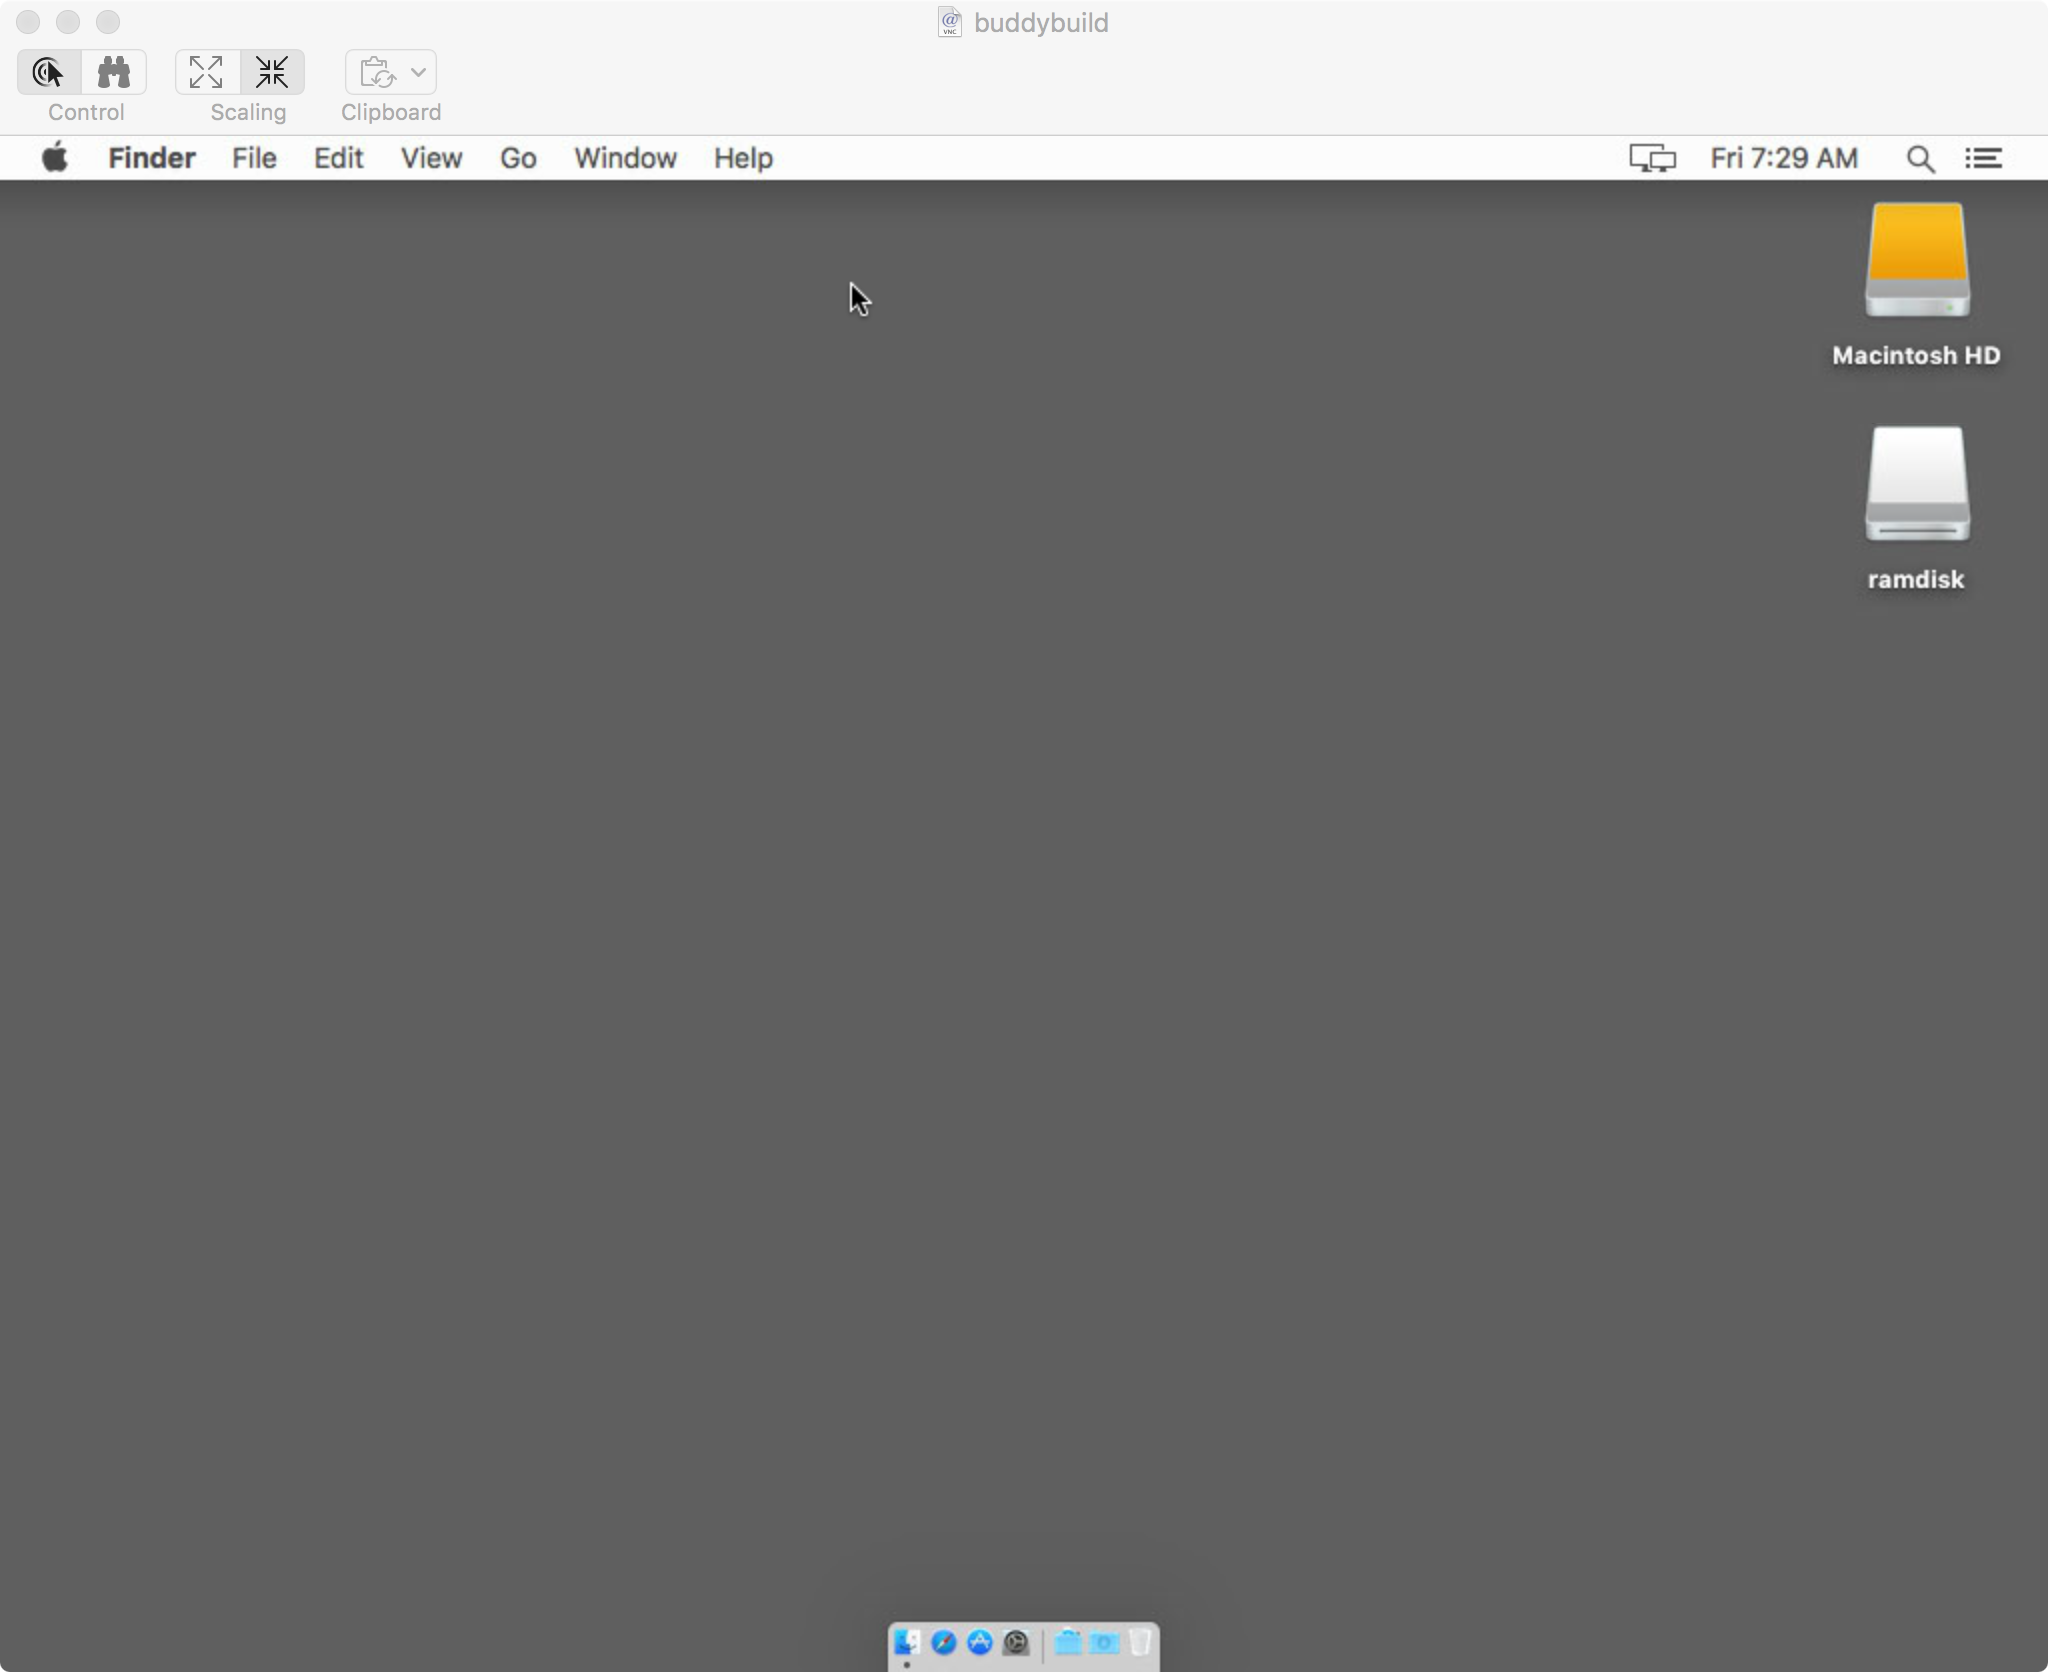 buddybuild
Control Scaling Clipboard
Finder File Edit View Go Window Help Fri 7:29 AM
Macintosh HD
ramdisk